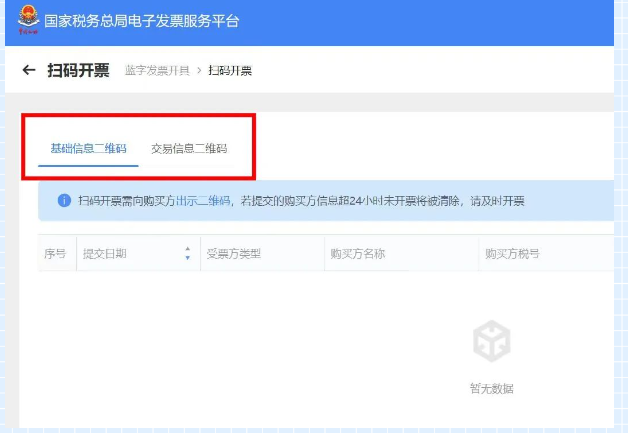 国家税务总局电子发票服务平台
← 扫码开票 蓝字发票开具 > 扫码开票
基础信息二维码 交易信息二维码
扫码开票需向购买方出示二维码，若提交的购买方信息超24小时未开票将被清除，请及时开票
序号 提交日期 受票方类型 购买方名称 购买方税号
暂无数据